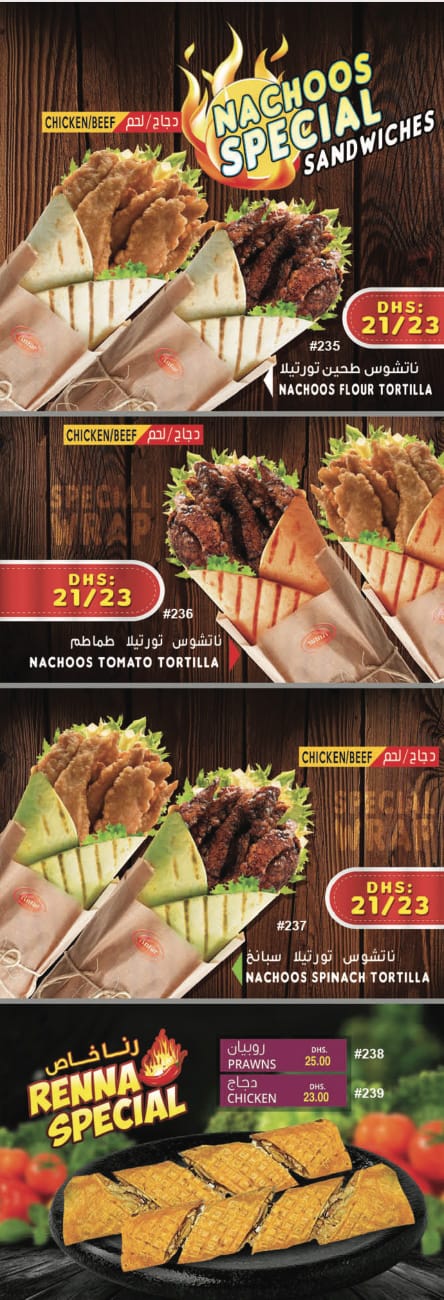 NACHOOS
SPECIAL
SANDWICHES
CHICKEN/BEEF دجاج/لحم
DHS:
21/23
#235
ناتشوس طحين تورتيلا
NACHOOS FLOUR TORTILLA
CHICKEN/BEEF دجاج/لحم
SPECIAL
WRAP
DHS:
21/23
#236
ناتشوس تورتيلا طماطم
NACHOOS TOMATO TORTILLA
CHICKEN/BEEF دجاج/لحم
SPECIAL
WRAP
DHS:
21/23
#237
ناتشوس تورتيلا سبانخ
NACHOOS SPINACH TORTILLA
رنا خاص
RENNA
SPECIAL
روبيان
PRAWNS
DHS.
25.00
#238
دجاج
CHICKEN
DHS.
23.00
#239